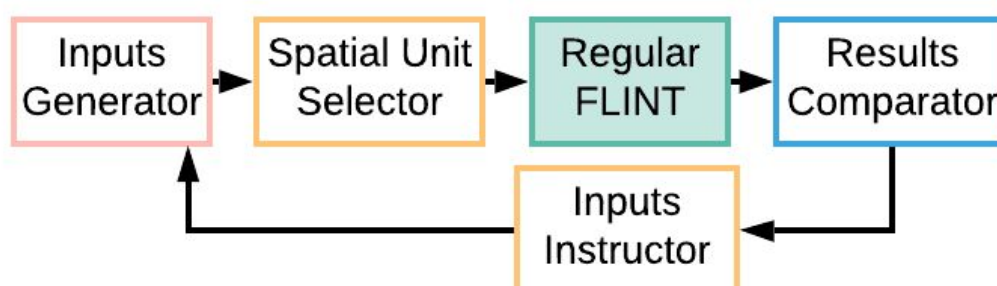 Inputs
Generator
Spatial Unit
Selector
Regular
FLINT
Results
Comparator
Inputs
Instructor